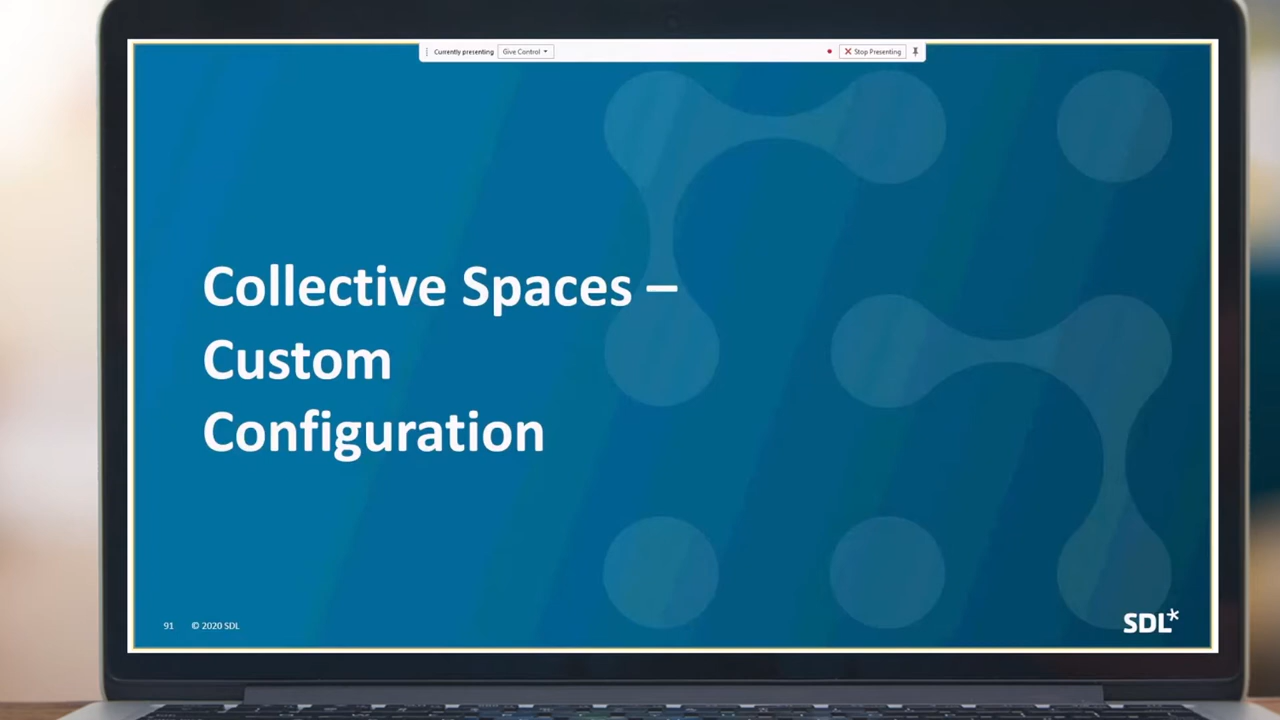 Currently presenting Give Control Stop Presenting
Collective Spaces –
Custom
Configuration
91 © 2020 SDL
SDL*